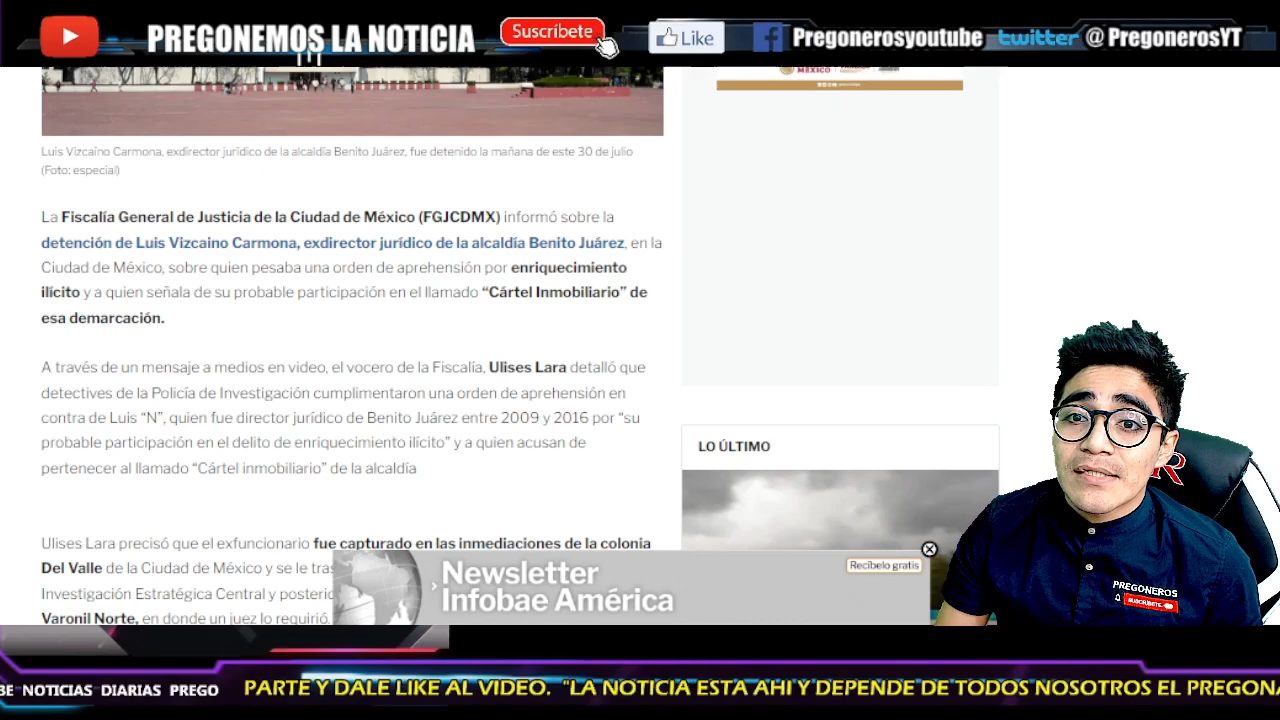 PREGONEMOS LA NOTICIA
Suscríbete
Like
Pregonerosyoutube
twitter @PregonerosYT
MÉXICO
Luis Vizcaíno Carmona, exdirector jurídico de la alcaldía Benito Juárez, fue detenido la mañana de este 30 de julio
(Foto: especial)
La Fiscalía General de Justicia de la Ciudad de México (FGJCDMX) informó sobre la
detención de Luis Vizcaino Carmona, exdirector jurídico de la alcaldía Benito Juárez, en la
Ciudad de México, sobre quien pesaba una orden de aprehensión por enriquecimiento
ilícito y a quien señala de su probable participación en el llamado “Cártel Inmobiliario” de
esa demarcación.
A través de un mensaje a medios en video, el vocero de la Fiscalía, Ulises Lara detalló que
detectives de la Policía de Investigación cumplimentaron una orden de aprehensión en
contra de Luis “N”, quien fue director jurídico de Benito Juárez entre 2009 y 2016 por “su
probable participación en el delito de enriquecimiento ilícito” y a quien acusan de
pertenecer al llamado “Cártel inmobiliario” de la alcaldía
Ulises Lara precisó que el exfuncionario fue capturado en las inmediaciones de la colonia
Del Valle de la Ciudad de México y se le tras
Investigación Estratégica Central y posterio
Varonil Norte, en donde un juez lo requirió.
LO ÚLTIMO
Newsletter
Infobae América
Recíbelo gratis
R
PREGONEROS
SUSCRÍBETE
BE NOTICIAS DIARIAS PREGO
PARTE Y DALE LIKE AL VIDEO. "LA NOTICIA ESTA AHI Y DEPENDE DE TODOS NOSOTROS EL PREGONA